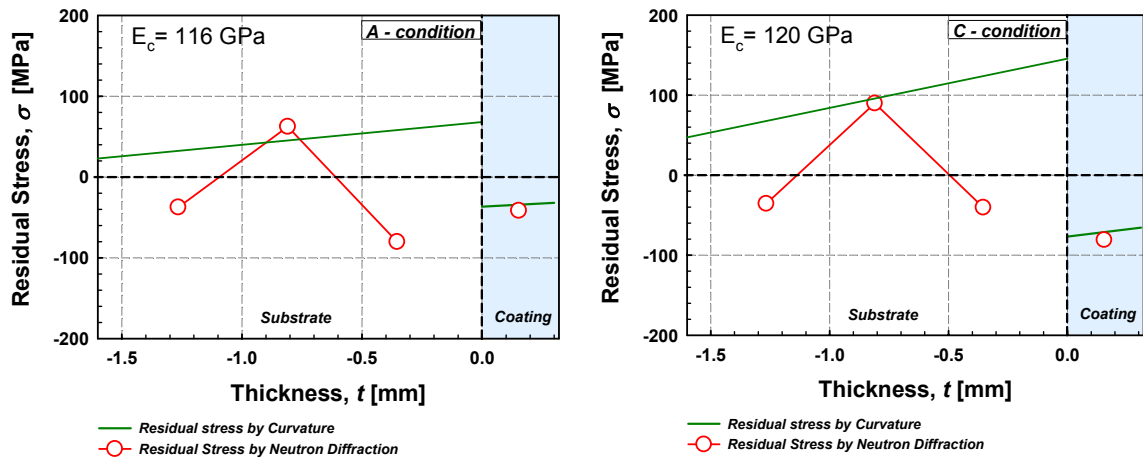 E_c= 116 GPa
A - condition
200
100
0
-100
-200
Residual Stress, σ [MPa]
Substrate
Coating
-1.5
-1.0
-0.5
0.0
Thickness, t [mm]
Residual stress by Curvature
Residual Stress by Neutron Diffraction
E_c= 120 GPa
C - condition
200
100
0
-100
-200
Residual Stress, σ [MPa]
Substrate
Coating
-1.5
-1.0
-0.5
0.0
Thickness, t [mm]
Residual stress by Curvature
Residual Stress by Neutron Diffraction